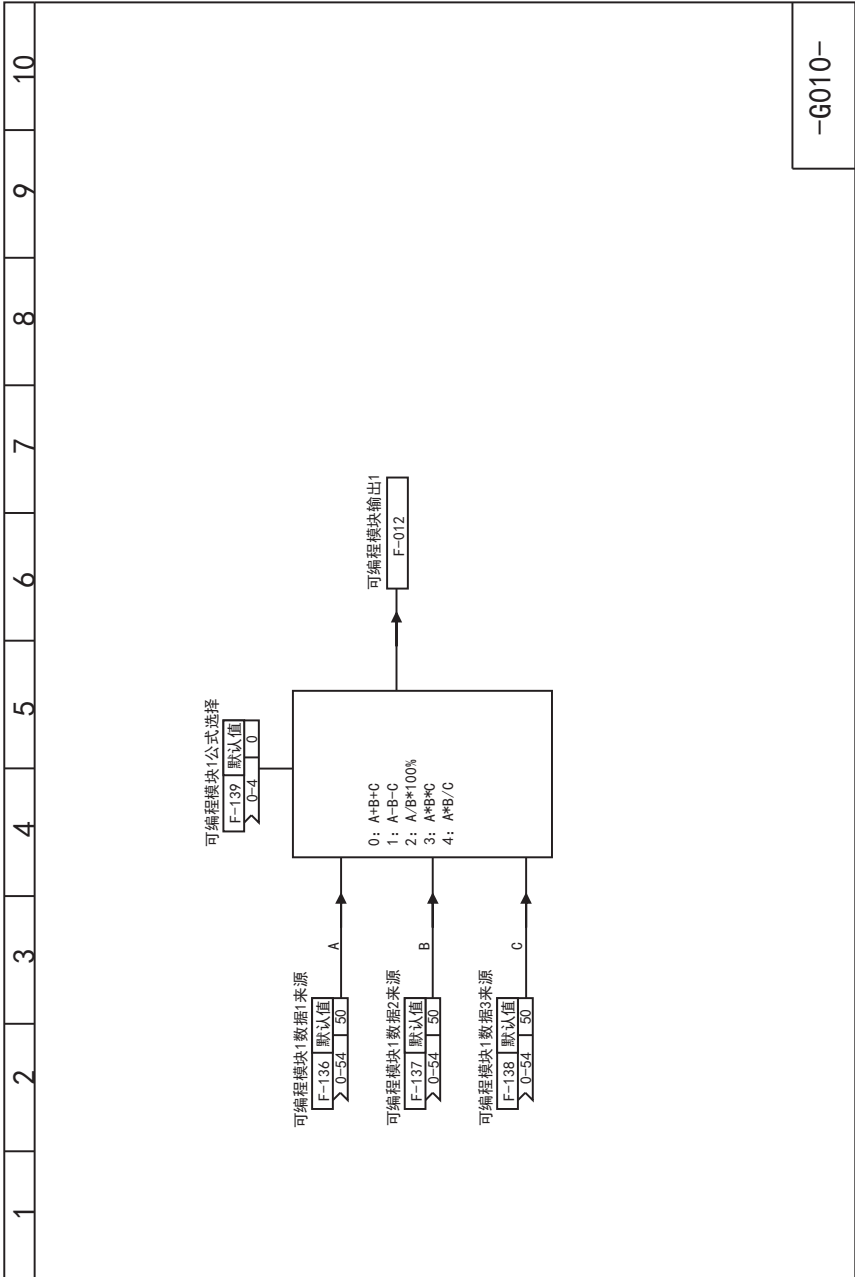 1
2
3
4
5
6
7
8
9
10
可编程模块1公式选择
F-139 默认值
0-4 0
可编程模块1数据1来源
F-136 默认值
0-54 50
A
可编程模块1数据2来源
F-137 默认值
0-54 50
B
可编程模块1数据3来源
F-138 默认值
0-54 50
C
0: A+B+C
1: A-B-C
2: A/B*100%
3: A*B*C
4: A*B/C
可编程模块输出1
F-012
-G010-